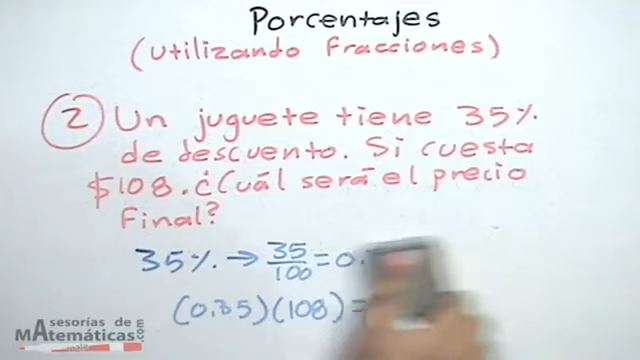 Porcentajes
(utilizando fracciones)
2 Un juguete tiene 35%
de descuento. Si cuesta
$108. ¿Cuál será el precio
final?
35% → 35/100 = 0.
(0.35)(108) =
Asesorías de
MAtemáticas.com